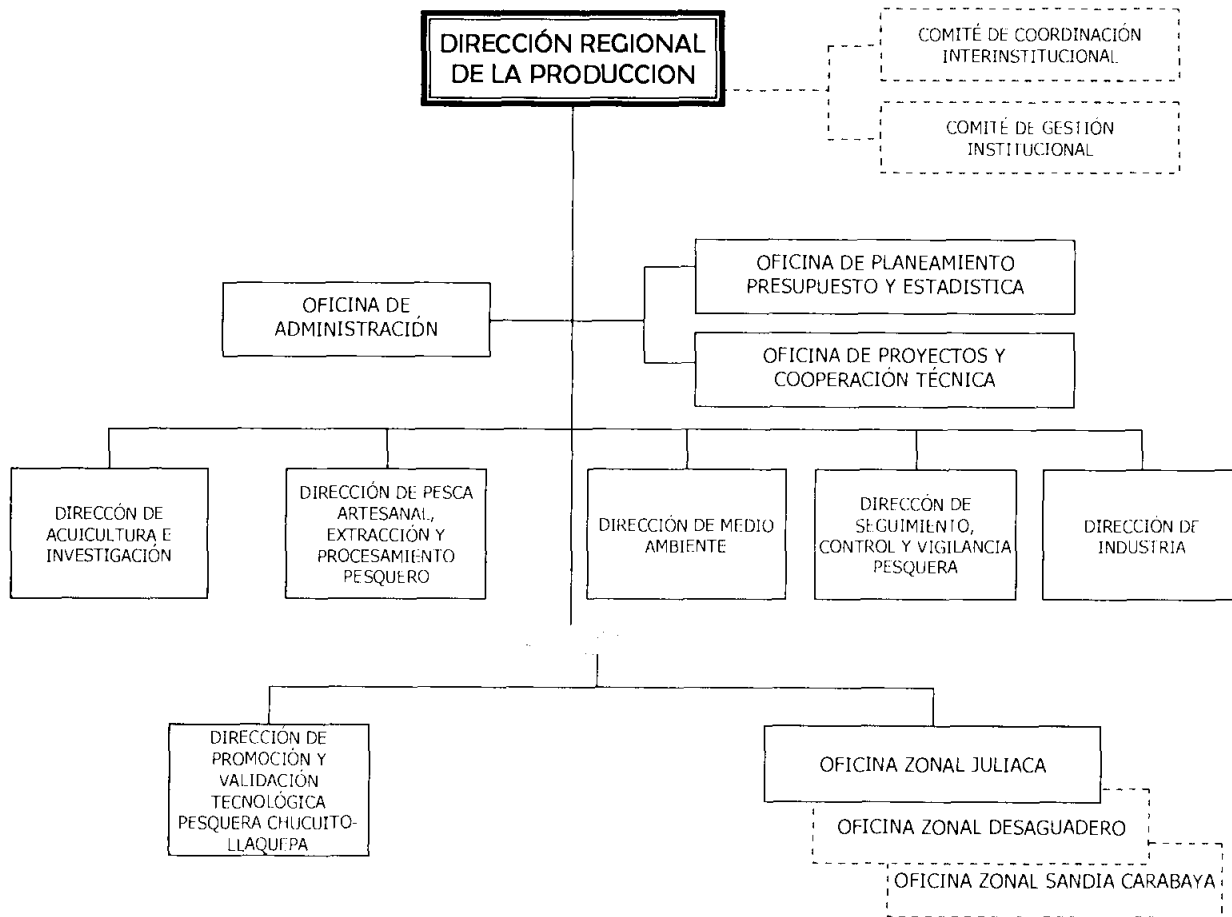 DIRECCIÓN REGIONAL
DE LA PRODUCCION
COMITÉ DE COORDINACIÓN
INTERINSTITUCIONAL
COMITÉ DE GESTIÓN
INSTITUCIONAL
OFICINA DE
ADMINISTRACIÓN
OFICINA DE PLANEAMIENTO
PRESUPUESTO Y ESTADISTICA
OFICINA DE PROYECTOS Y
COOPERACIÓN TÉCNICA
DIRECCÓN DE
ACUICULTURA E
INVESTIGACIÓN
DIRECCIÓN DE PESCA
ARTESANAL,
EXTRACCIÓN Y
PROCESAMIENTO
PESQUERO
DIRECCIÓN DE MEDIO
AMBIENTE
DIRECCÓN DE
SEGUIMIENTO,
CONTROL Y VIGILANCIA
PESQUERA
DIRECCIÓN DE
INDUSTRIA
DIRECCIÓN DE
PROMOCIÓN Y
VALIDACIÓN
TECNOLÓGICA
PESQUERA CHUCUITO-
LLAQUEPA
OFICINA ZONAL JULIACA
OFICINA ZONAL DESAGUADERO
OFICINA ZONAL SANDIA CARABAYA